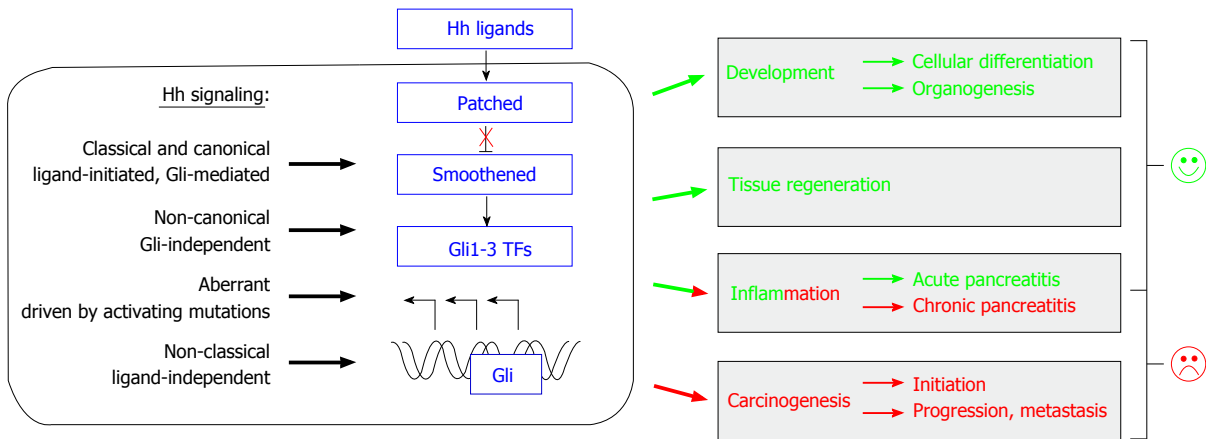 Hh ligands
Hh signaling:
Patched
Classical and canonical
ligand-initiated, Gli-mediated
Smoothened
Non-canonical
Gli-independent
Gli1-3 TFs
Aberrant
driven by activating mutations
Non-classical
ligand-independent
Gli
Development
Cellular differentiation
Organogenesis
Tissue regeneration
Inflammation
Acute pancreatitis
Chronic pancreatitis
Carcinogenesis
Initiation
Progression, metastasis